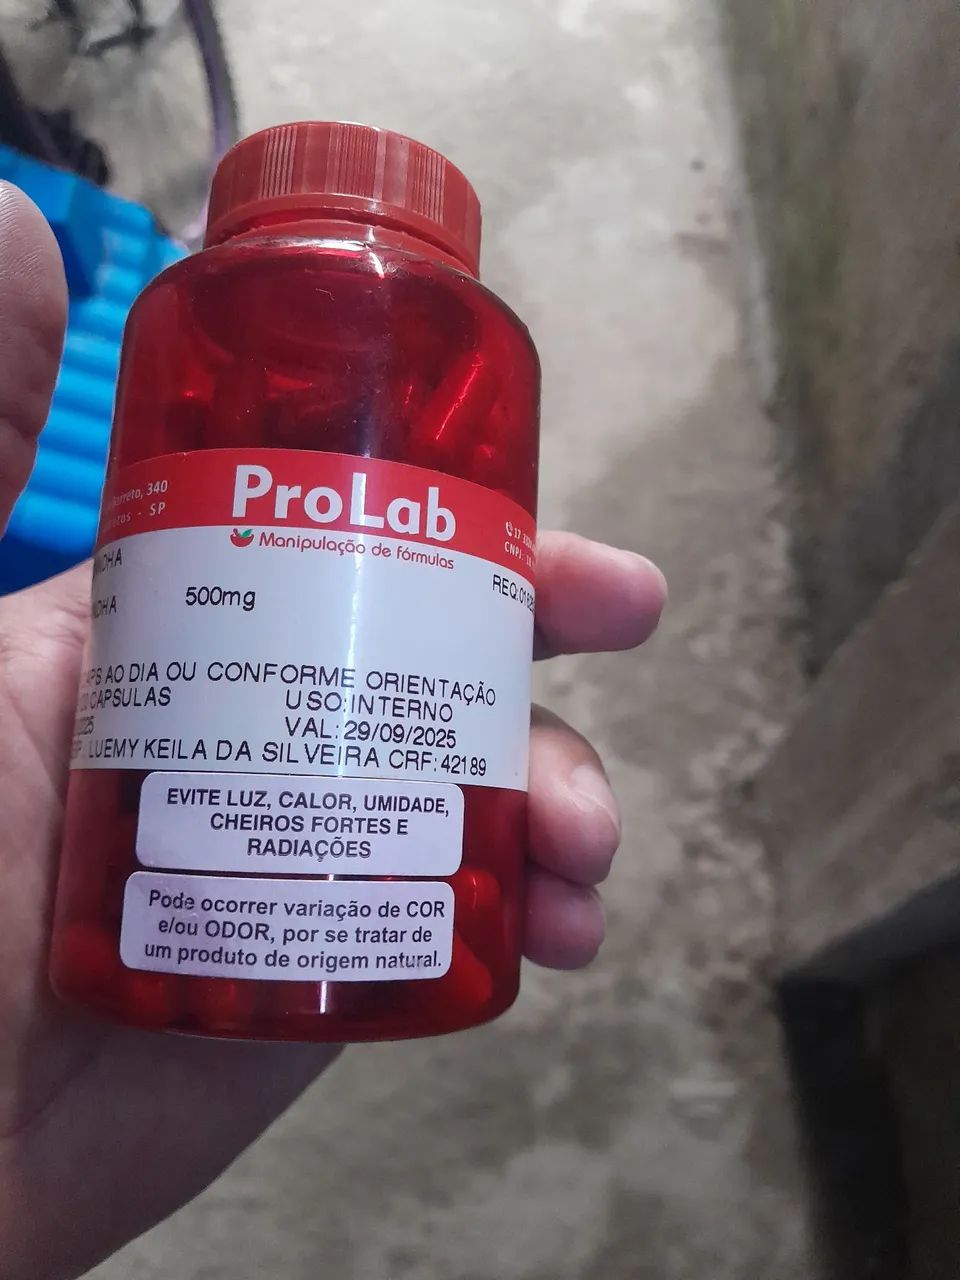 340
SP
ProLab
Manipulação de fórmulas
17
CNPJ:
REQ:
500mg
AO DIA OU CONFORME ORIENTAÇÃO
CAPSULAS USO:INTERNO
VAL: 29/09/2025
LUEMY KEILA DA SILVEIRA CRF: 42189
EVITE LUZ, CALOR, UMIDADE,
CHEIROS FORTES E
RADIAÇÕES
Pode ocorrer variação de COR
e/ou ODOR, por se tratar de
um produto de origem natural.